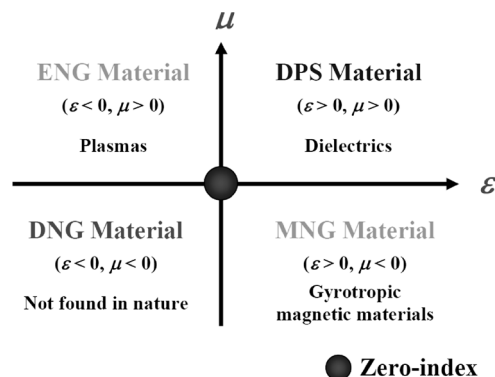 μ
ENG Material
(ε < 0, μ > 0)
Plasmas
DPS Material
(ε > 0, μ > 0)
Dielectrics
ε
DNG Material
(ε < 0, μ < 0)
Not found in nature
MNG Material
(ε > 0, μ < 0)
Gyrotropic
magnetic materials
Zero-index